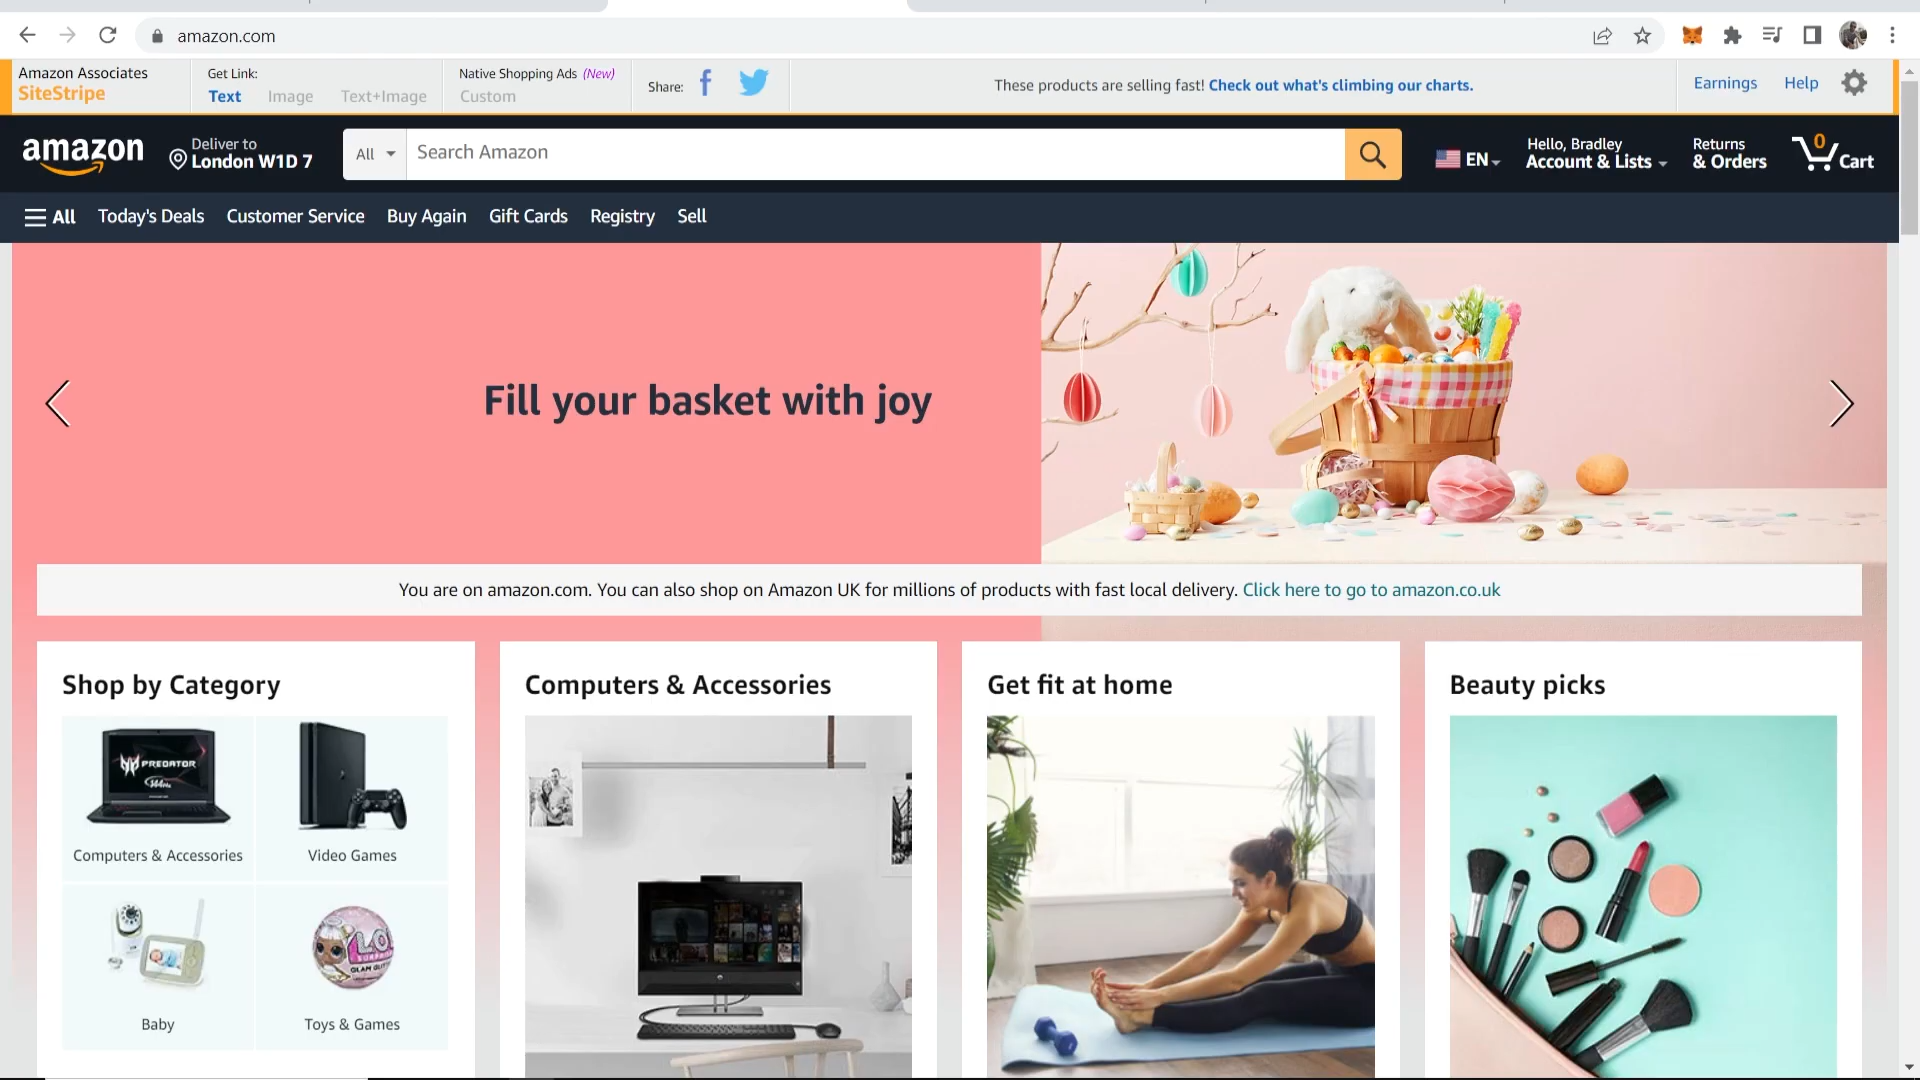 amazon.com
Amazon Associates
SiteStripe
Get Link:
Text Image Text+Image
Native Shopping Ads (New)
Custom
Share:
These products are selling fast! Check out what's climbing our charts.
Earnings Help
amazon
Deliver to
London W1D 7
All
Search Amazon
EN
Hello, Bradley
Account & Lists
Returns
& Orders
0
Cart
All Today's Deals Customer Service Buy Again Gift Cards Registry Sell
Fill your basket with joy
You are on amazon.com. You can also shop on Amazon UK for millions of products with fast local delivery. Click here to go to amazon.co.uk
Shop by Category
PREDATOR
144Hz
Computers & Accessories
Video Games
Baby
Toys & Games
Computers & Accessories
Get fit at home
Beauty picks